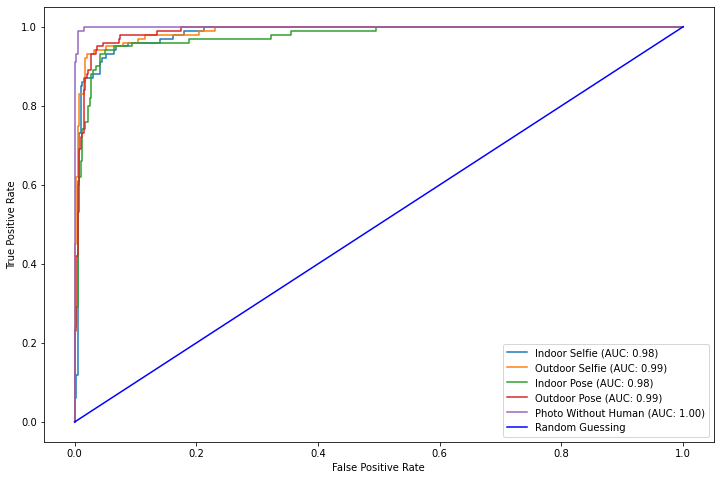 1.0
0.8
0.6
0.4
0.2
0.0
True Positive Rate
Indoor Selfie (AUC: 0.98)
Outdoor Selfie (AUC: 0.99)
Indoor Pose (AUC: 0.98)
Outdoor Pose (AUC: 0.99)
Photo Without Human (AUC: 1.00)
Random Guessing
0.0 0.2 0.4 0.6 0.8 1.0
False Positive Rate